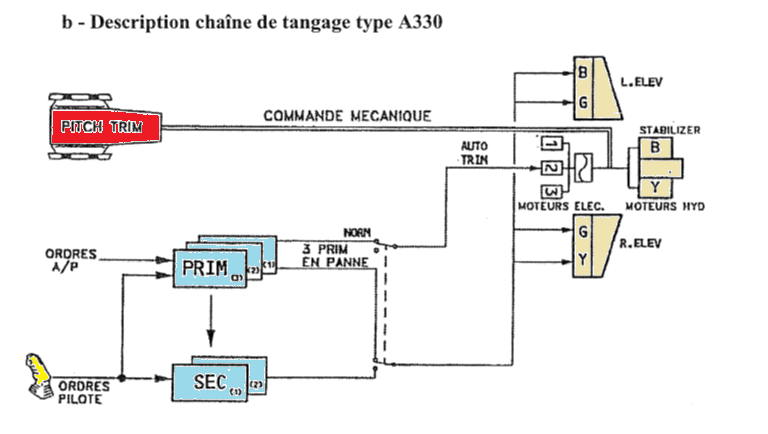 b - Description chaîne de tangage type A330
B
L.ELEV
G
COMMANDE MECANIQUE
PITCH TRIM
STABILIZER
AUTO
TRIM
1
2
3
B
Y
MOTEURS ELEC.
MOTEURS HYD
NORM
G
R.ELEV
Y
3 PRIM
EN PANNE
ORDRES
A/P
PRIM
(3)
(2)
(1)
SEC
(1)
(2)
ORDRES
PILOTE